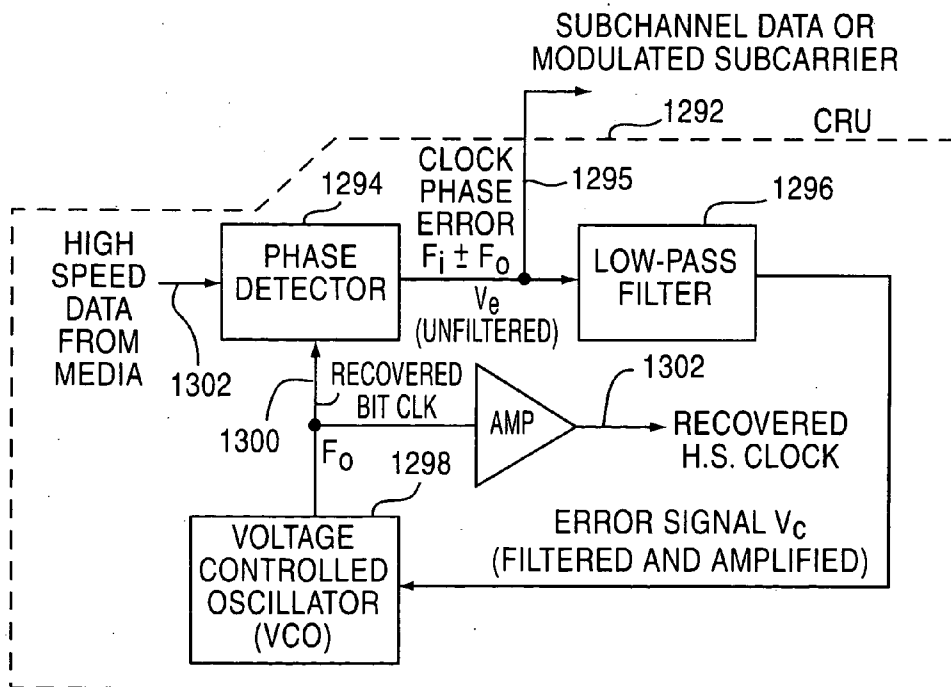 SUBCHANNEL DATA OR
MODULATED SUBCARRIER
1292
CRU
CLOCK
PHASE
ERROR
Fi ± Fo
1295
1294
1296
HIGH
SPEED
DATA
FROM
MEDIA
1302
PHASE
DETECTOR
Ve
(UNFILTERED)
LOW-PASS
FILTER
1300
RECOVERED
BIT CLK
AMP
1302
RECOVERED
H.S. CLOCK
Fo
1298
VOLTAGE
CONTROLLED
OSCILLATOR
(VCO)
ERROR SIGNAL Vc
(FILTERED AND AMPLIFIED)